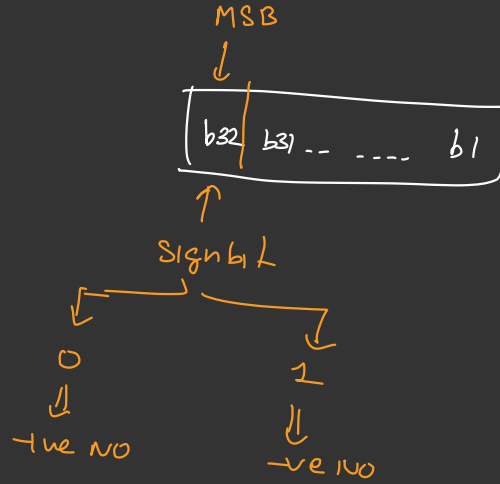 MSB
b32 b31 -- ---- b1
Signbit
0 1
+ve NO
-ve NO